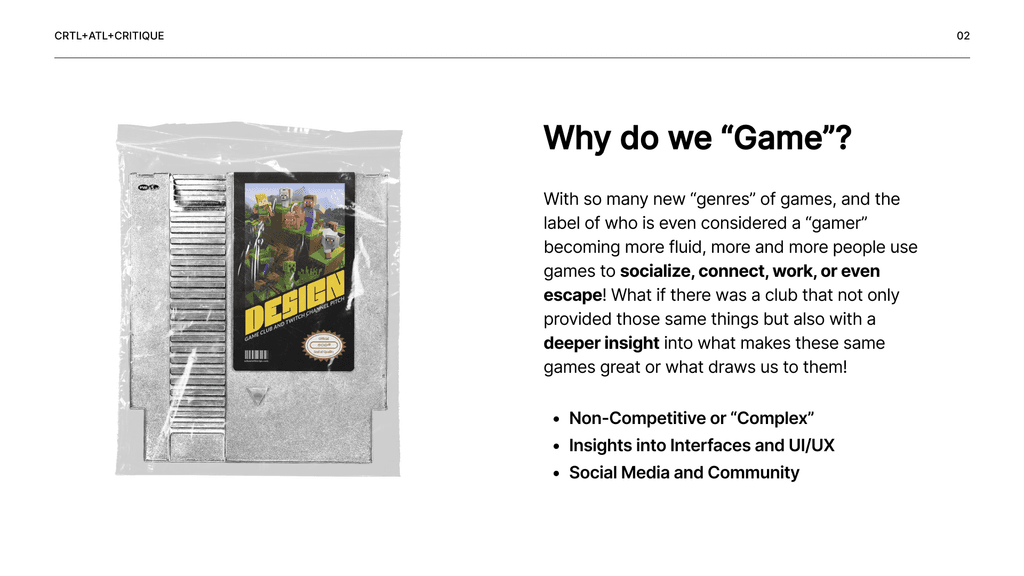 CRTL+ATL+CRITIQUE
02
Why do we “Game”?
With so many new “genres” of games, and the
label of who is even considered a “gamer”
becoming more fluid, more and more people use
games to socialize, connect, work, or even
escape! What if there was a club that not only
provided those same things but also with a
deeper insight into what makes these same
games great or what draws us to them!
• Non-Competitive or “Complex”
• Insights into Interfaces and UI/UX
• Social Media and Community
DESIGN
GAME CLUB AND TWITCH CHANNEL PITCH